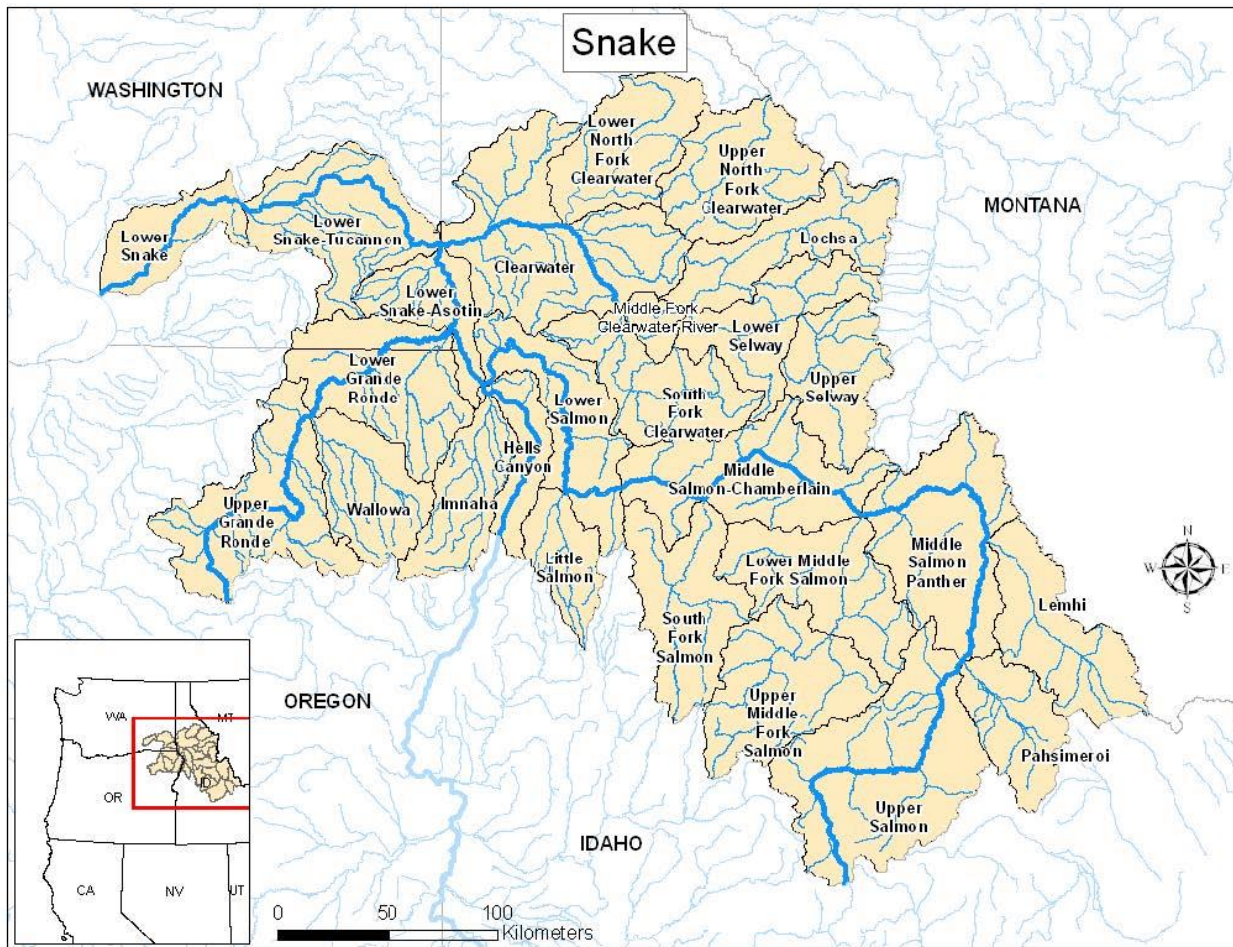 Snake
WASHINGTON
MONTANA
OREGON
IDAHO
Lower
North
Fork
Clearwater
Upper
North
Fork
Clearwater
Lower
Snake
Lower
Snake-Tucannon
Lochsa
Clearwater
Lower
Snake-Asotin
Middle Fork
Clearwater River
Lower
Selway
Upper
Selway
Lower
Grande
Ronde
Lower
Salmon
South
Fork
Clearwater
Hells
Canyon
Middle
Salmon-Chamberlain
Upper
Grande
Ronde
Wallowa
Imnaha
Little
Salmon
Lower Middle
Fork Salmon
Middle
Salmon
Panther
Lemhi
South
Fork
Salmon
Upper
Middle
Fork
Salmon
Pahsimeroi
Upper
Salmon
N
W
E
S
WA
MT
OR
ID
CA
NV
UT
0
50
100
Kilometers